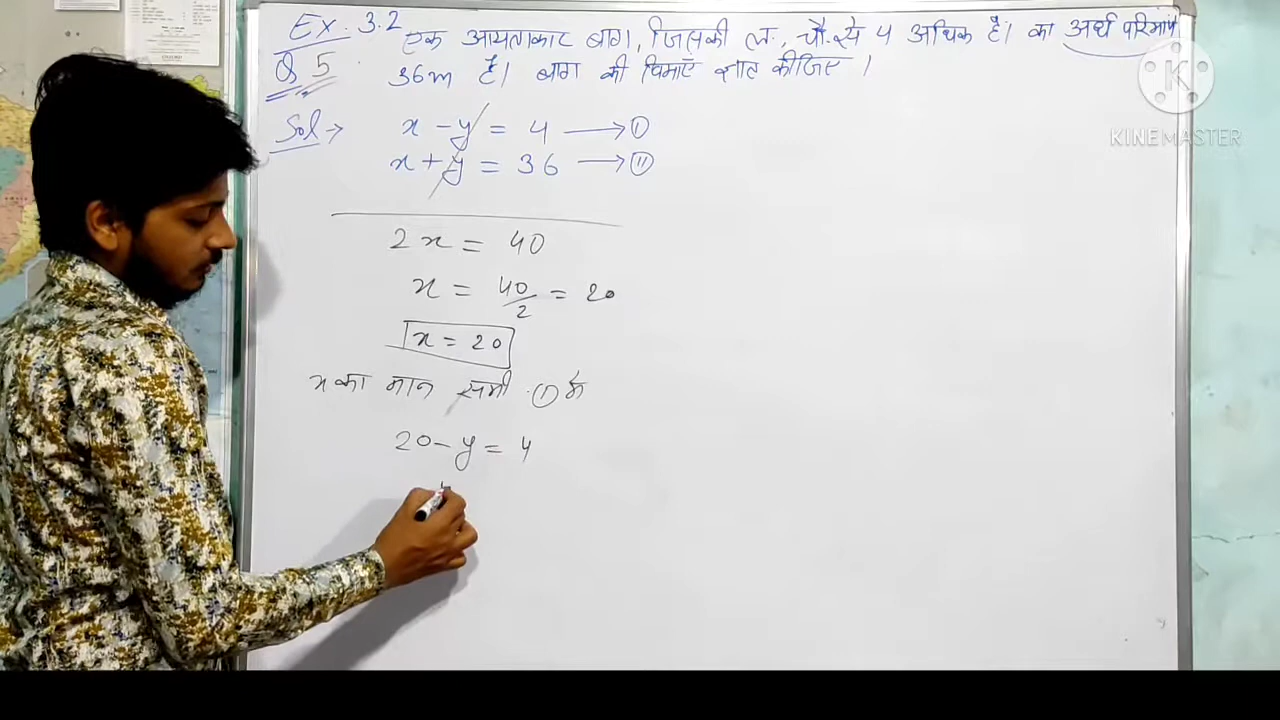 Ex. 3.2
Q 5
एक आयताकार बाग, जिसकी ल., चौ. से 4 अधिक है। का अर्ध परिमाप
36m है। बाग की विमाएँ ज्ञात कीजिए।
Sol →
x - y = 4 → ①
x + y = 36 → ⑪
2x = 40
x = 40/2 = 20
x = 20
x का मान समी ① में
20 - y = 4
K
KINEMASTER